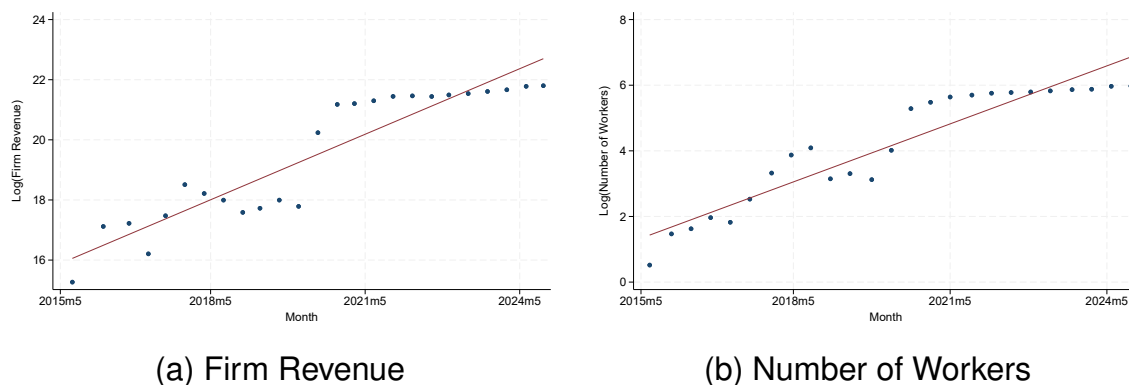 24
22
20
18
16
Log(Firm Revenue)
2015m5 2018m5 2021m5 2024m5
Month
(a) Firm Revenue
8
6
4
2
0
Log(Number of Workers)
2015m5 2018m5 2021m5 2024m5
Month
(b) Number of Workers